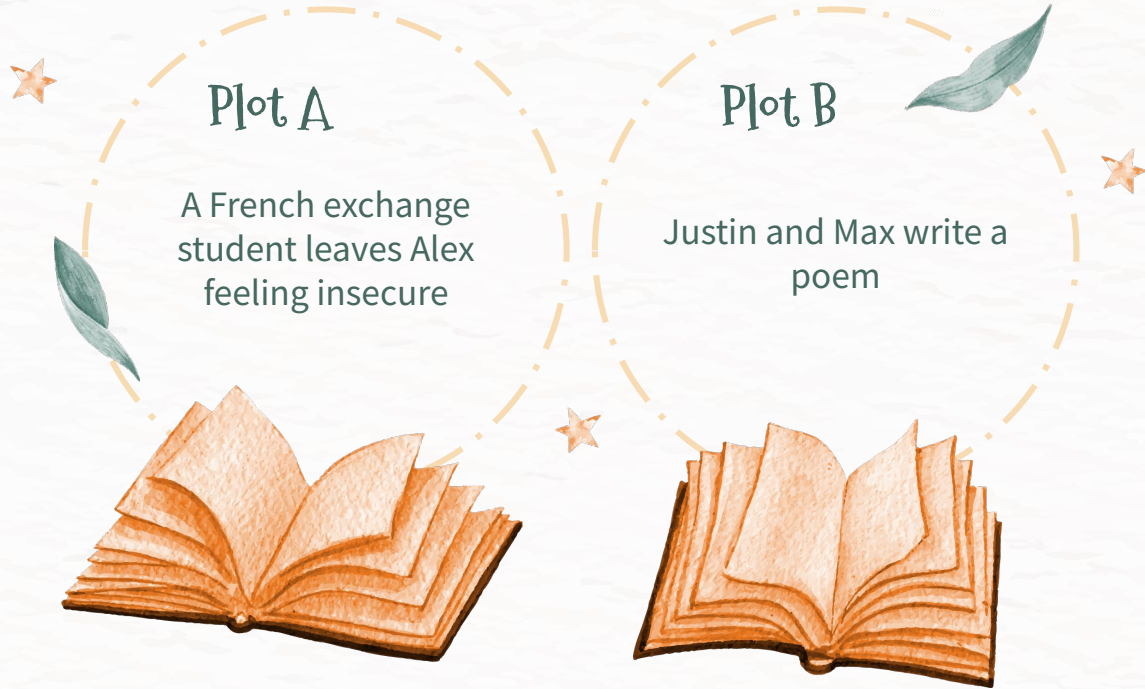 Plot A
A French exchange
student leaves Alex
feeling insecure
Plot B
Justin and Max write a
poem